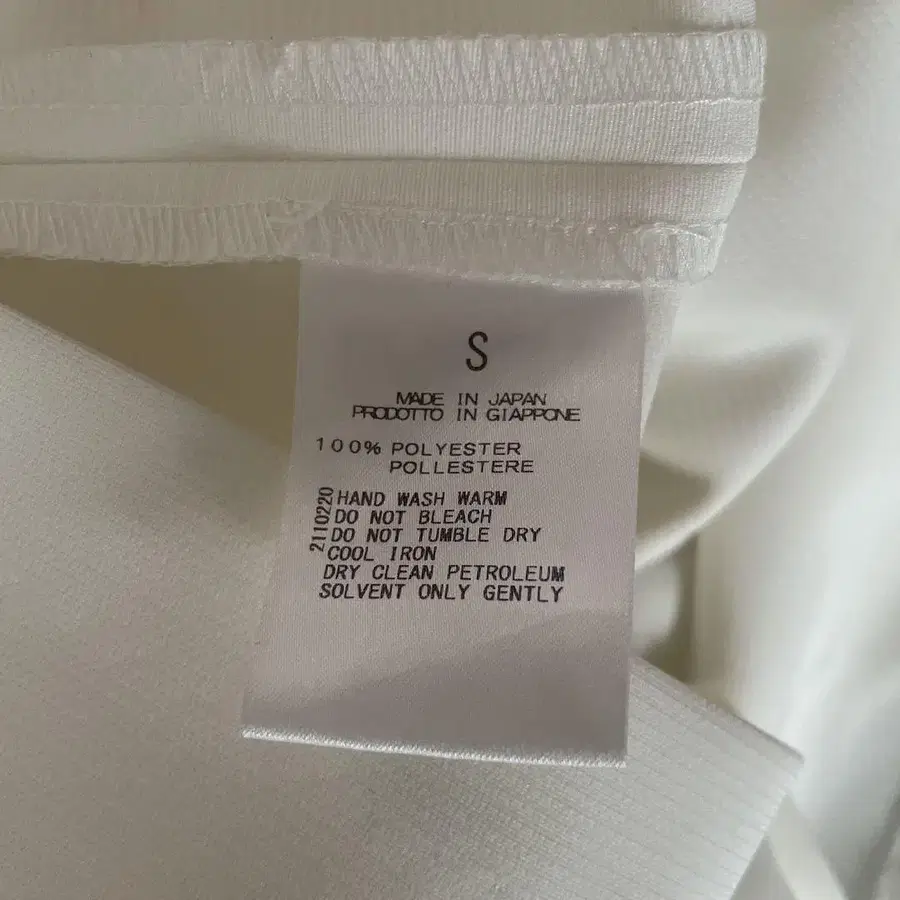 S
MADE IN JAPAN
PRODOTTO IN GIAPPONE
100% POLYESTER
POLLESTERE
2110220
HAND WASH WARM
DO NOT BLEACH
DO NOT TUMBLE DRY
COOL IRON
DRY CLEAN PETROLEUM
SOLVENT ONLY GENTLY